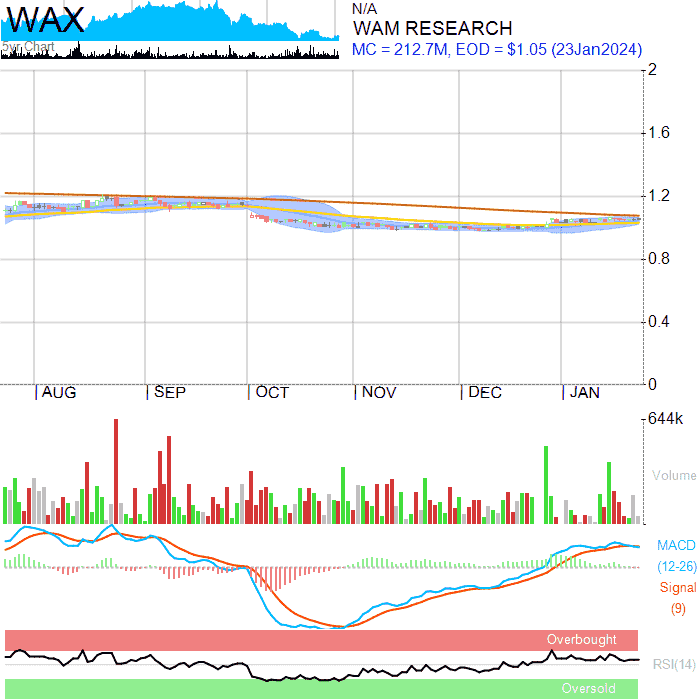 WAX
5yr Chart
N/A
WAM RESEARCH
MC = 212.7M, EOD = $1.05 (23Jan2024)
2
1.6
1.2
0.8
0.4
0
AUG SEP OCT NOV DEC JAN
644k
Volume
MACD
(12-26)
Signal
(9)
Overbought
RSI(14)
Oversold